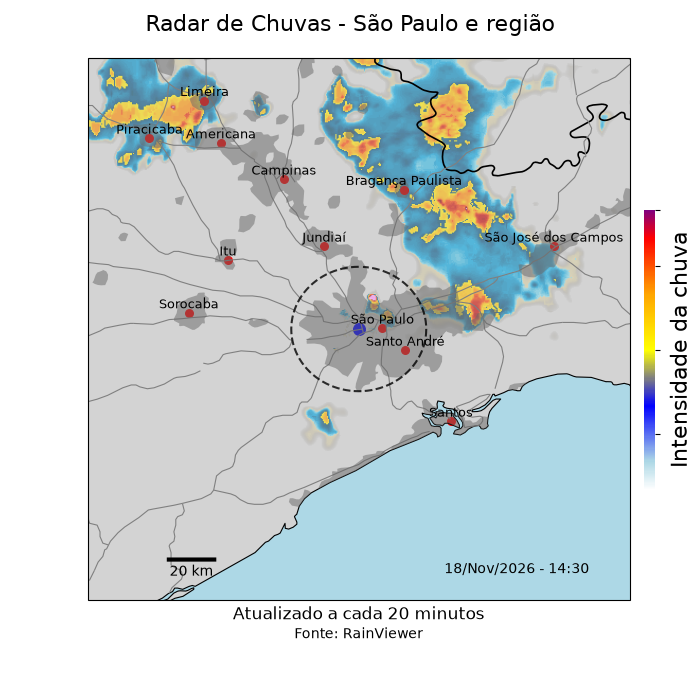 Radar de Chuvas - São Paulo e região
Limeira
Piracicaba
Americana
Campinas
Bragança Paulista
Jundiaí
São José dos Campos
Itu
Sorocaba
São Paulo
Santo André
Santos
20 km
18/Nov/2026 - 14:30
Intensidade da chuva
Atualizado a cada 20 minutos
Fonte: RainViewer